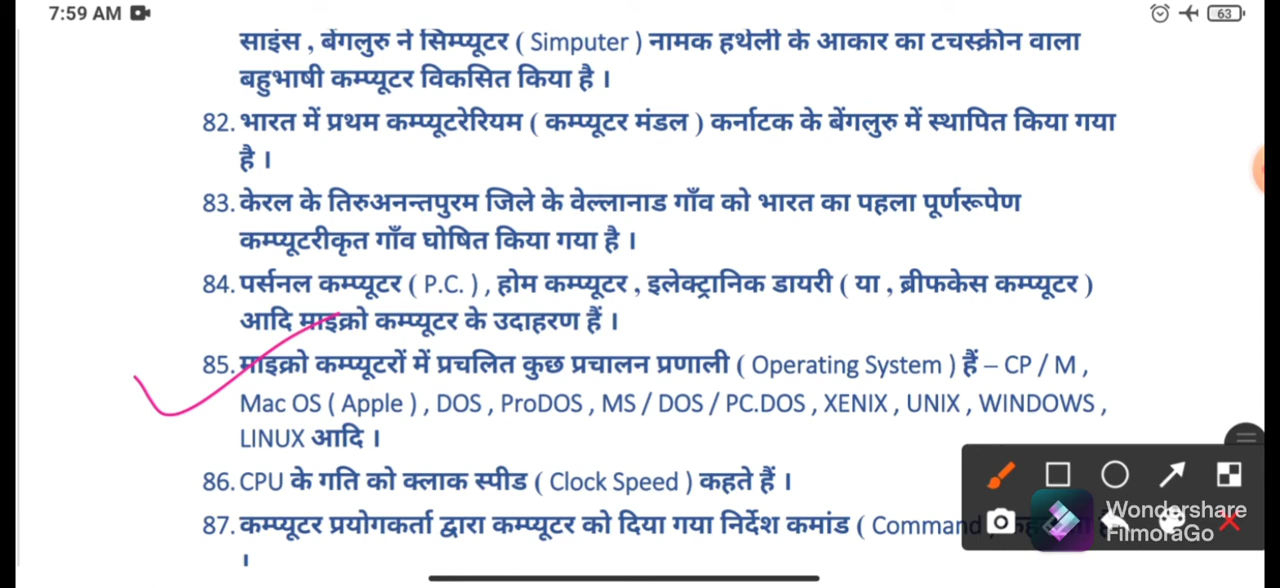 7:59 AM
63
साइंस , बेंगलुरु ने सिम्प्यूटर ( Simputer ) नामक हथेली के आकार का टचस्क्रीन वाला
बहुभाषी कम्प्यूटर विकसित किया है ।
82. भारत में प्रथम कम्प्यूटरेरियम ( कम्प्यूटर मंडल ) कर्नाटक के बेंगलुरु में स्थापित किया गया
है ।
83. केरल के तिरुअनन्तपुरम जिले के वेल्लानाड गाँव को भारत का पहला पूर्णरूपेण
कम्प्यूटरीकृत गाँव घोषित किया गया है ।
84. पर्सनल कम्प्यूटर ( P.C. ) , होम कम्प्यूटर , इलेक्ट्रानिक डायरी ( या , ब्रीफकेस कम्प्यूटर )
आदि माइक्रो कम्प्यूटर के उदाहरण हैं ।
85. माइक्रो कम्प्यूटरों में प्रचलित कुछ प्रचालन प्रणाली ( Operating System ) हैं – CP / M ,
Mac OS ( Apple ) , DOS , ProDOS , MS / DOS / PC.DOS , XENIX , UNIX , WINDOWS ,
LINUX आदि ।
86. CPU के गति को क्लाक स्पीड ( Clock Speed ) कहते हैं ।
87. कम्प्यूटर प्रयोगकर्ता द्वारा कम्प्यूटर को दिया गया निर्देश कमांड ( Command
।
Wondershare
FilmoraGo